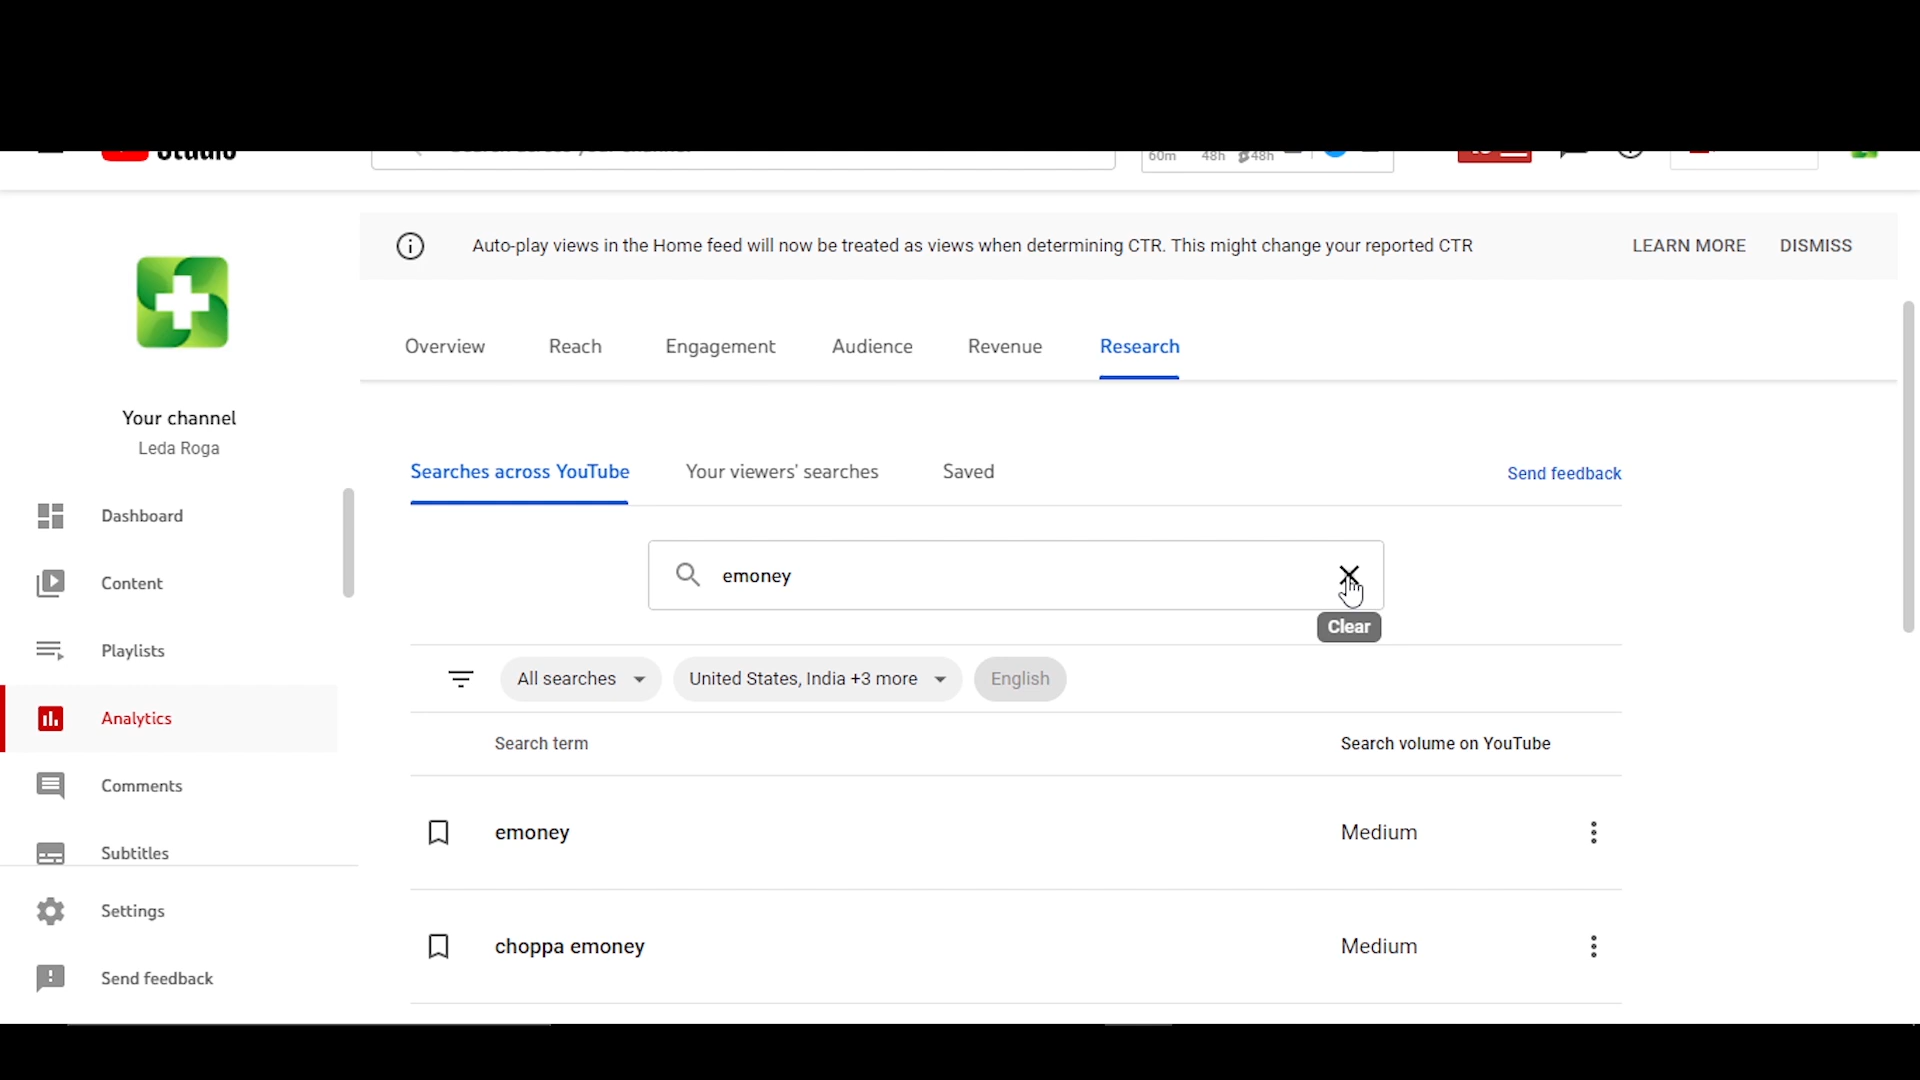 60m 48h 48h
Auto-play views in the Home feed will now be treated as views when determining CTR. This might change your reported CTR LEARN MORE DISMISS
Overview Reach Engagement Audience Revenue Research
Your channel
Leda Roga
Searches across YouTube Your viewers' searches Saved Send feedback
Dashboard
Content
Playlists
Analytics
Comments
Subtitles
Settings
Send feedback
emoney
Clear
All searches United States, India +3 more English
Search term Search volume on YouTube
emoney Medium
choppa emoney Medium